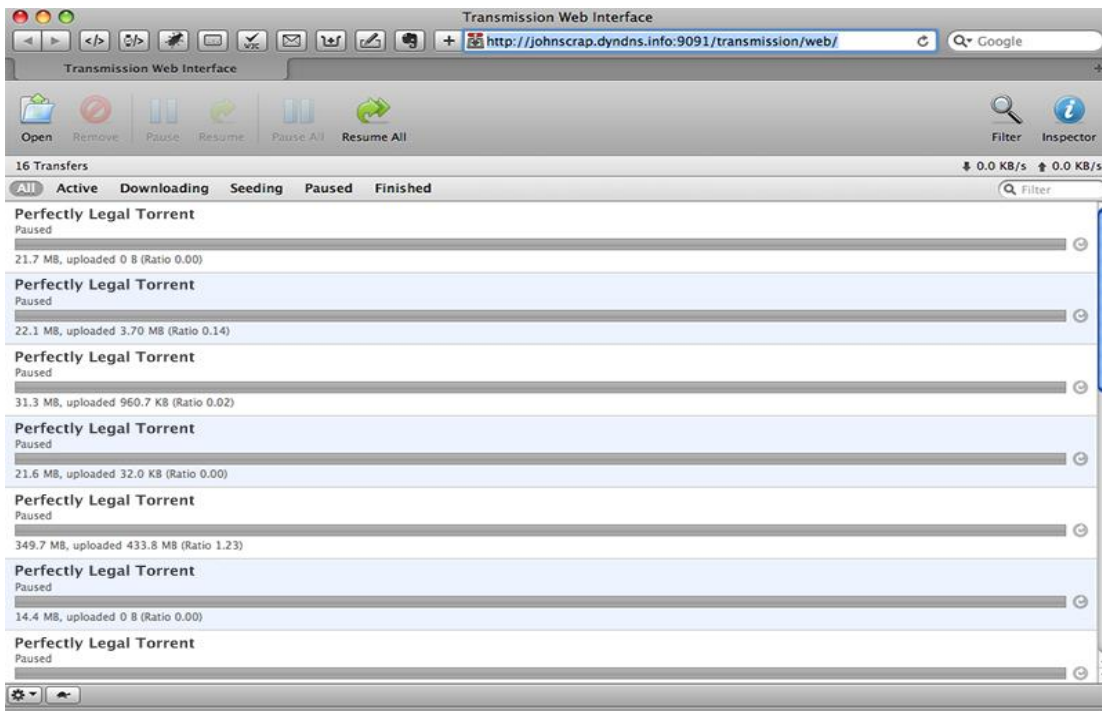 Transmission Web Interface
+ http://johnscrap.dyndns.info:9091/transmission/web/ Google
Transmission Web Interface +
Open Remove Pause Resume Pause All Resume All Filter Inspector
16 Transfers 0.0 KB/s 0.0 KB/s
All Active Downloading Seeding Paused Finished Filter
Perfectly Legal Torrent
Paused
21.7 MB, uploaded 0 B (Ratio 0.00)
Perfectly Legal Torrent
Paused
22.1 MB, uploaded 3.70 MB (Ratio 0.14)
Perfectly Legal Torrent
Paused
31.3 MB, uploaded 960.7 KB (Ratio 0.02)
Perfectly Legal Torrent
Paused
21.6 MB, uploaded 32.0 KB (Ratio 0.00)
Perfectly Legal Torrent
Paused
349.7 MB, uploaded 433.8 MB (Ratio 1.23)
Perfectly Legal Torrent
Paused
14.4 MB, uploaded 0 B (Ratio 0.00)
Perfectly Legal Torrent
Paused